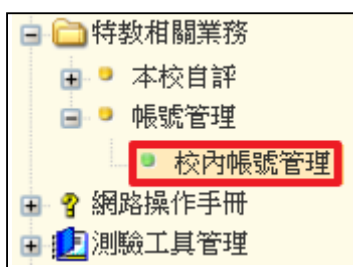 特教相關業務
本校自評
帳號管理
校內帳號管理
網路操作手冊
測驗工具管理